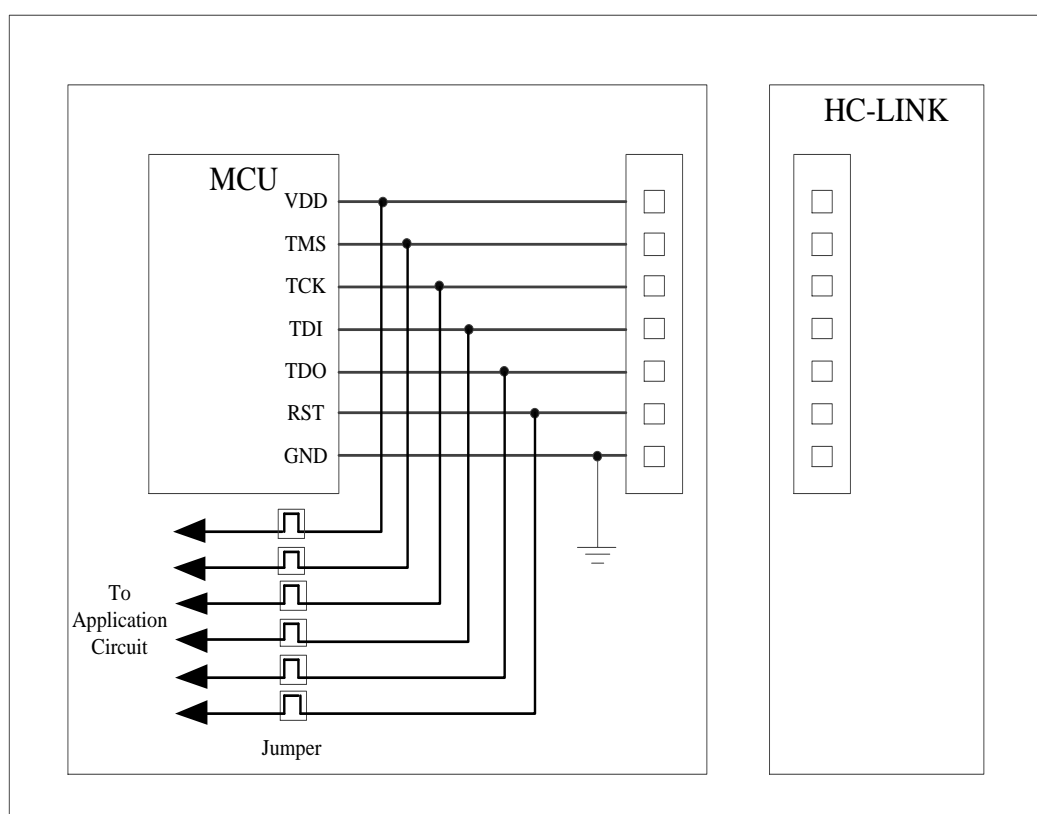 HC-LINK
MCU
VDD
TMS
TCK
TDI
TDO
RST
GND
To
Application
Circuit
Jumper